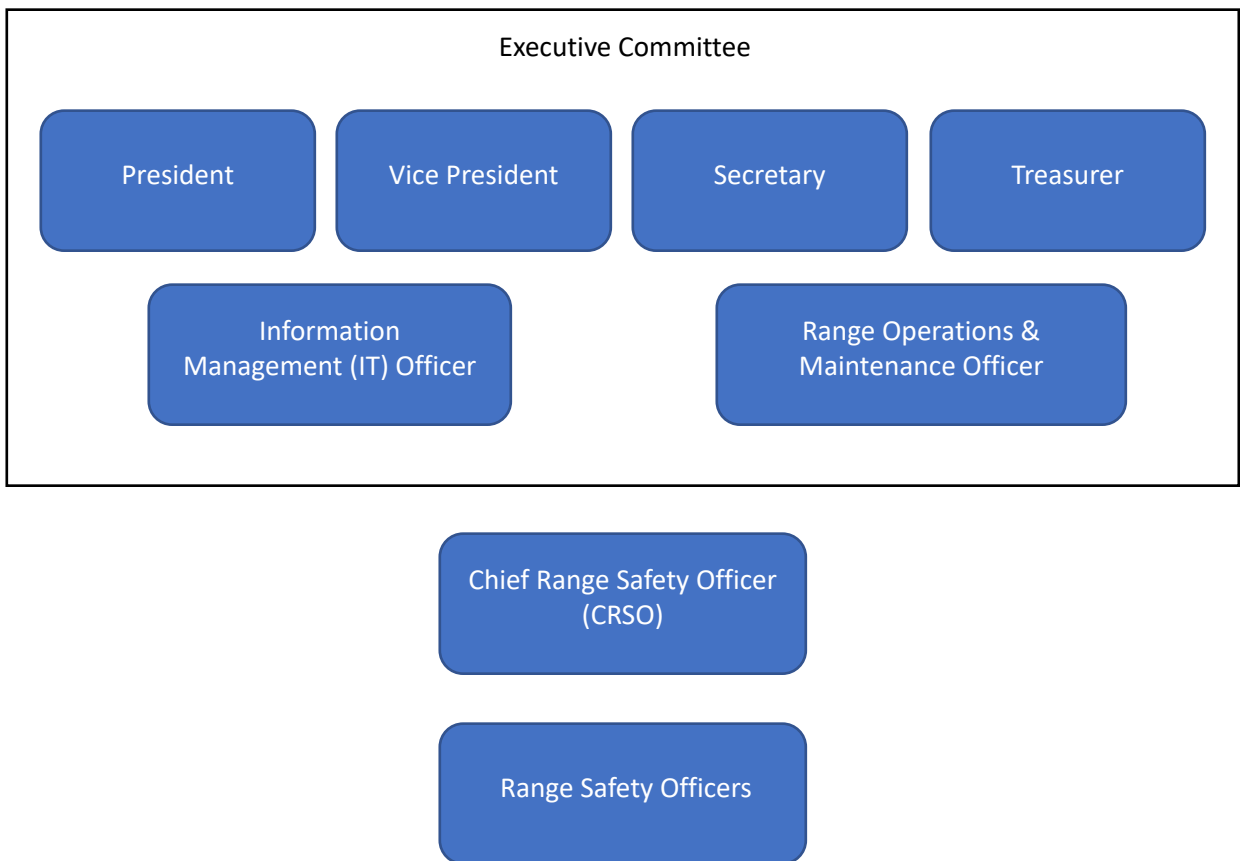 Executive Committee
President
Vice President
Secretary
Treasurer
Information
Management (IT) Officer
Range Operations &
Maintenance Officer
Chief Range Safety Officer
(CRSO)
Range Safety Officers